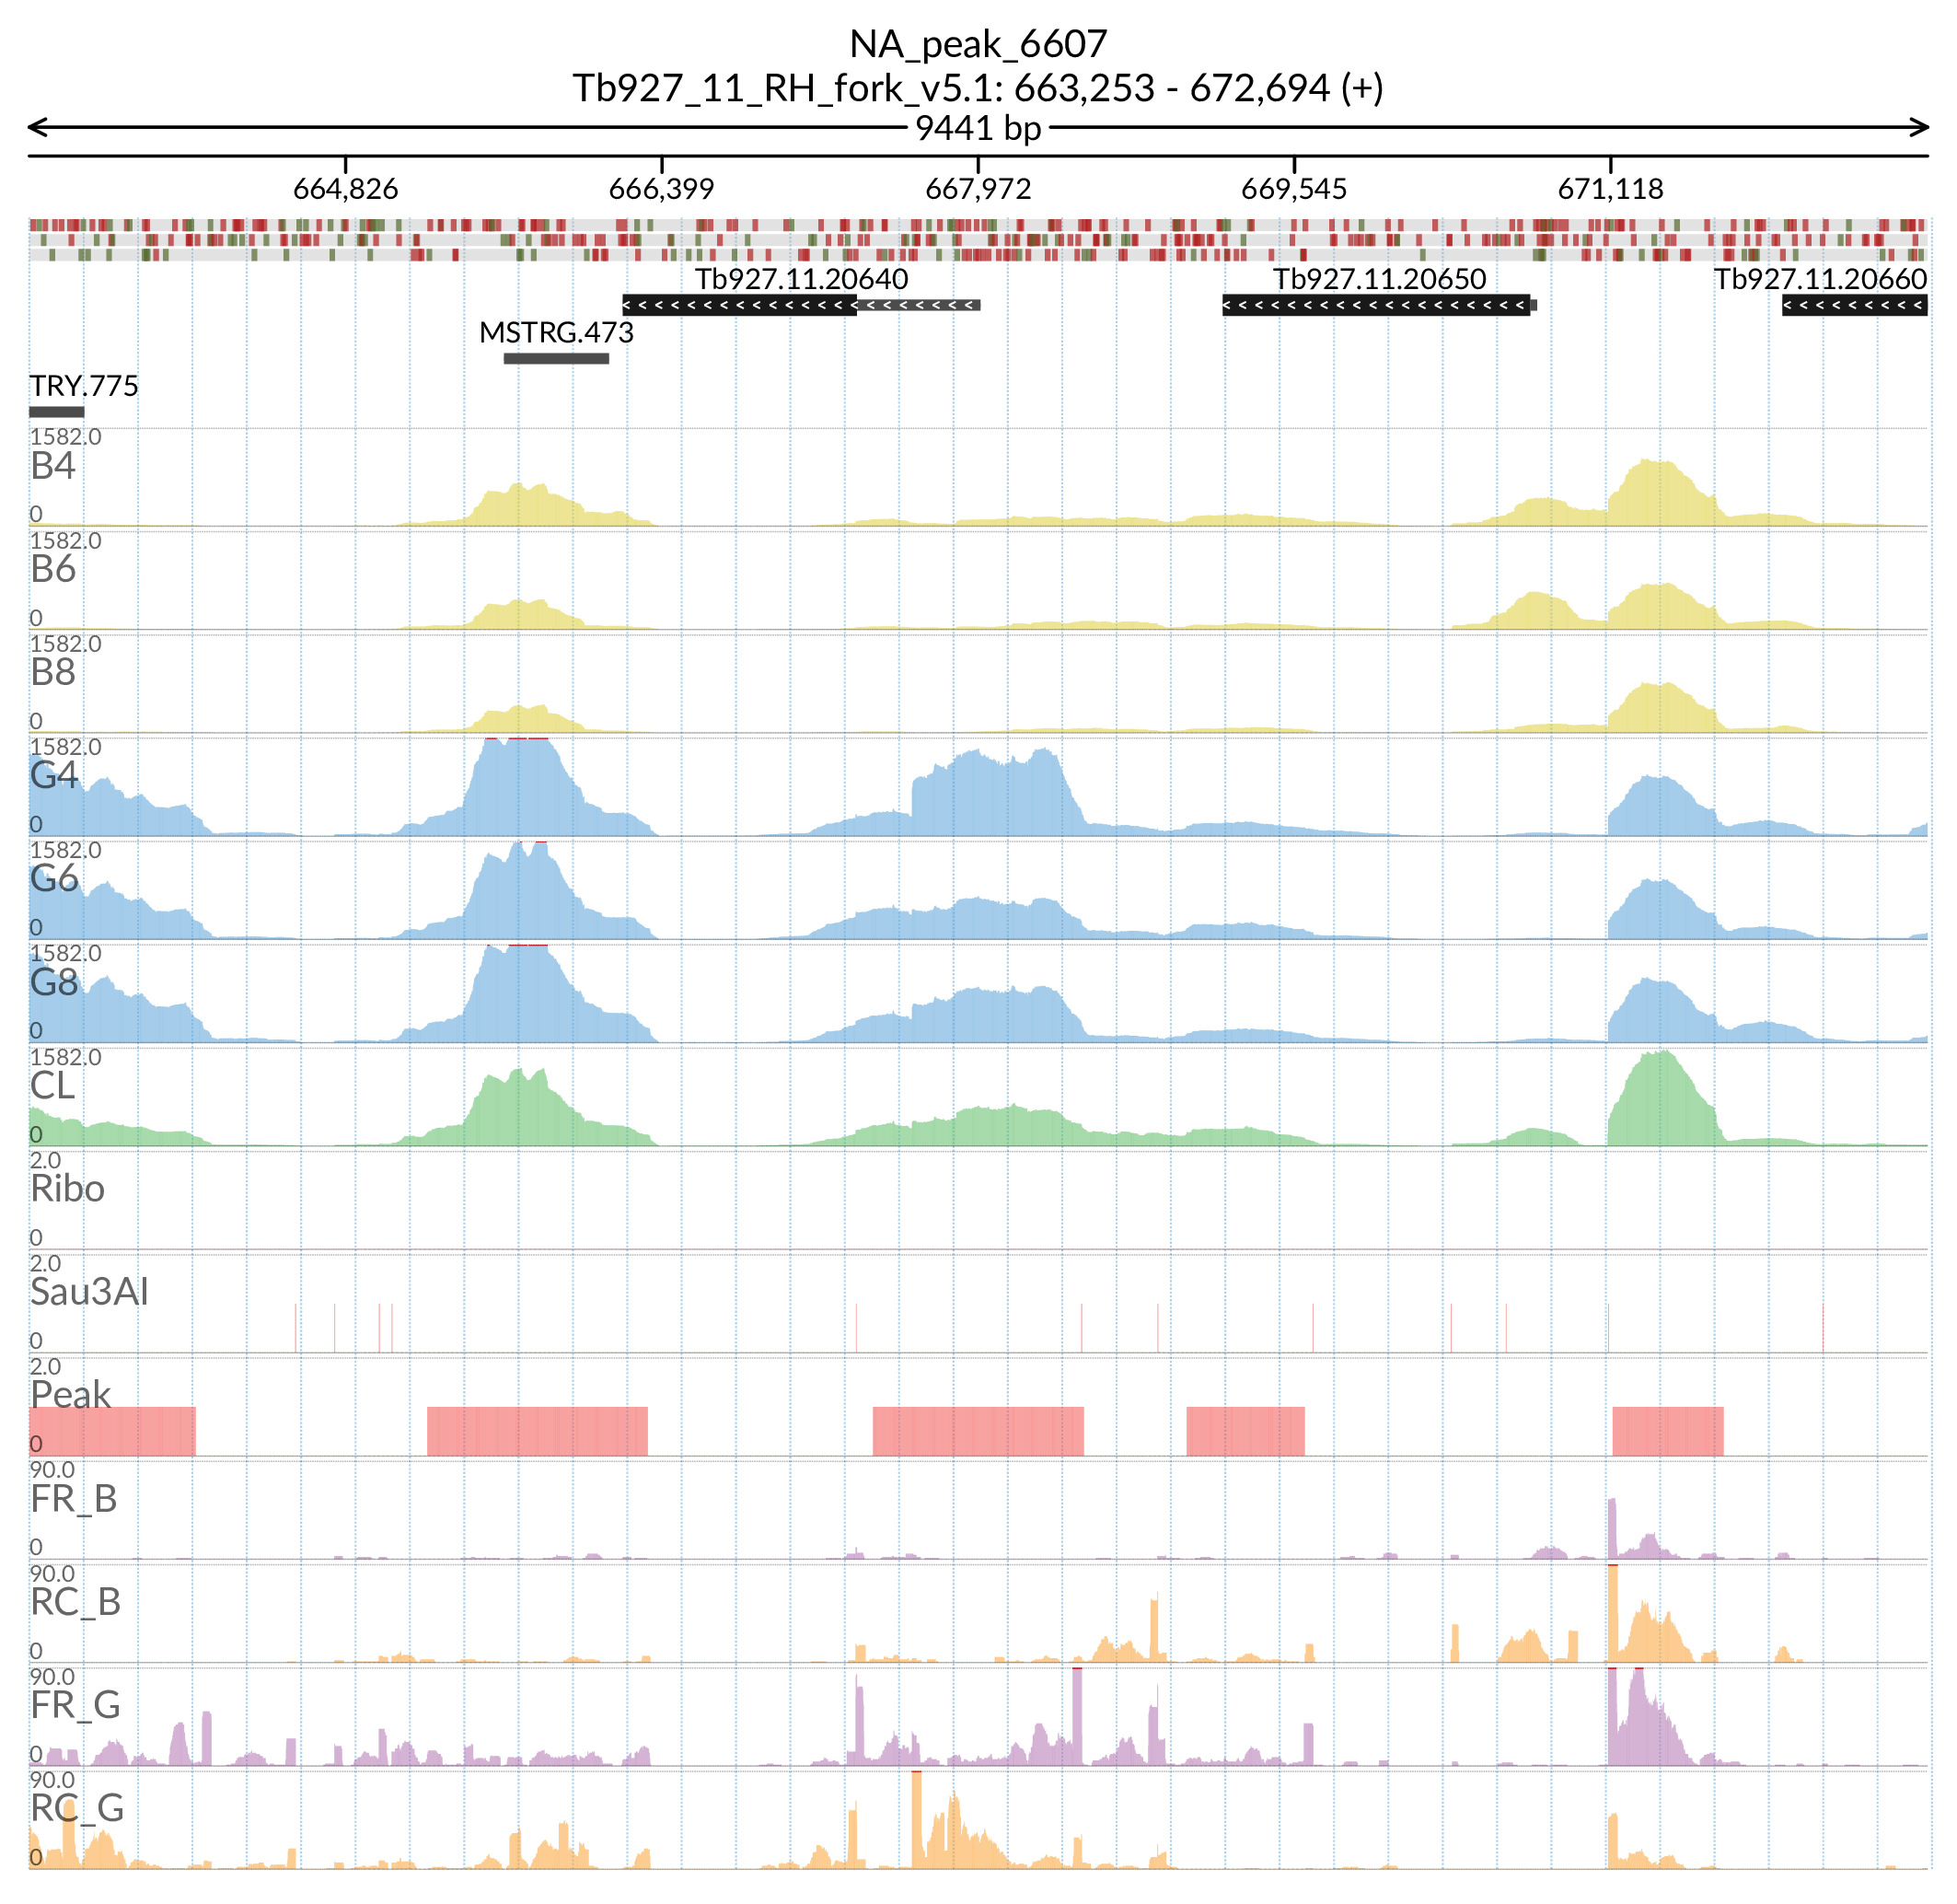 NA_peak_6607
Tb927_11_RH_fork_v5.1: 663,253 - 672,694 (+)
9441 bp
664,826 666,399 667,972 669,545 671,118
Tb927.11.20640 Tb927.11.20650 Tb927.11.20660
MSTRG.473
TRY.775
1582.0
B4
0
1582.0
B6
0
1582.0
B8
0
1582.0
G4
0
1582.0
G6
0
1582.0
G8
0
1582.0
CL
0
2.0
Ribo
0
2.0
Sau3AI
0
2.0
Peak
0
90.0
FR_B
0
90.0
RC_B
0
90.0
FR_G
0
90.0
RC_G
0